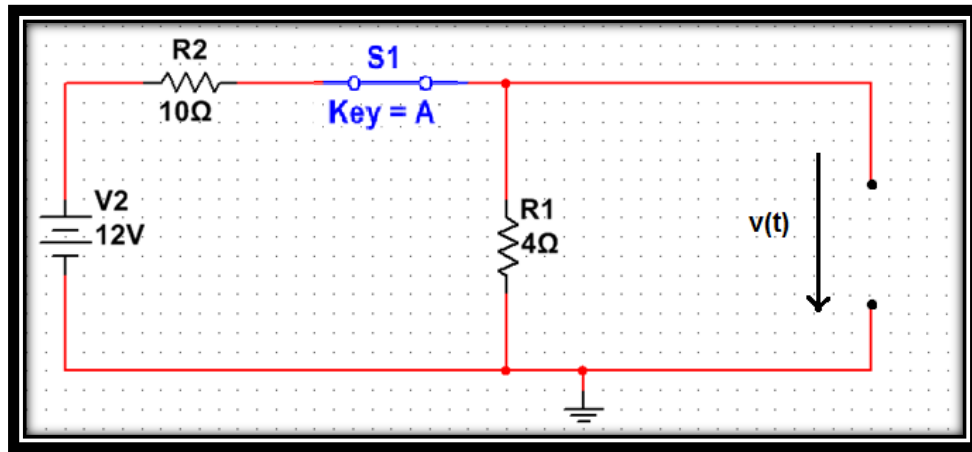 R2
10Ω
S1
Key = A
V2
12V
R1
4Ω
v(t)